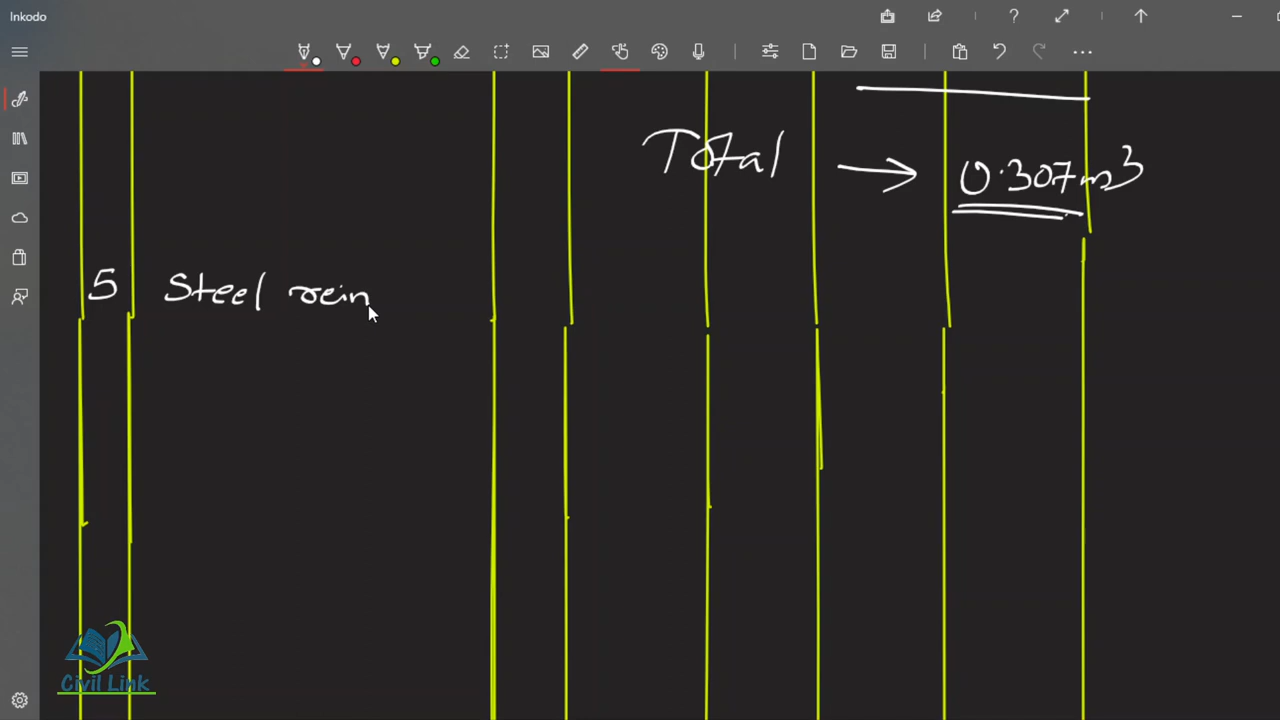 Inkodo
Total → 0.307m3
5 Steel rein
Civil Link